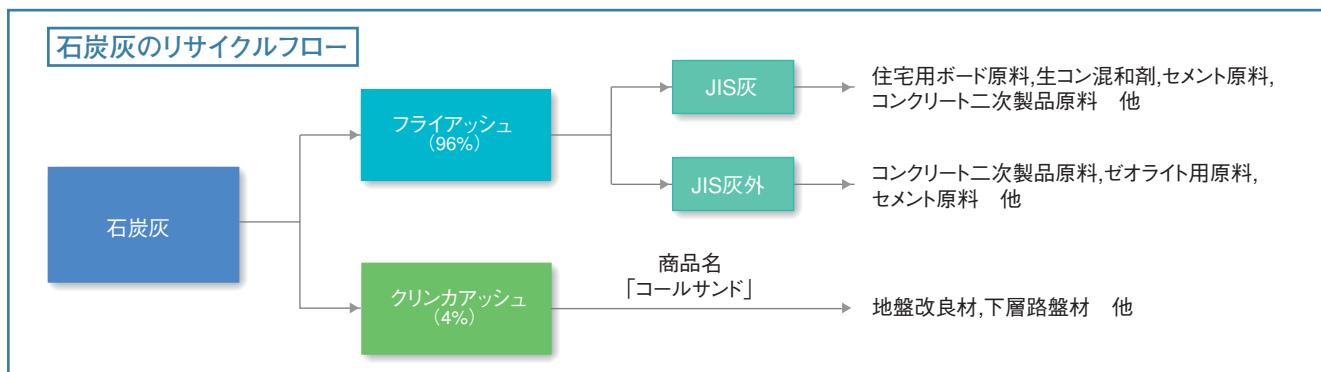 石炭灰のリサイクルフロー
石炭灰
フライアッシュ
（96%）
JIS灰
住宅用ボード原料,生コン混和剤,セメント原料,
コンクリート二次製品原料　他
JIS灰外
コンクリート二次製品原料,ゼオライト用原料,
セメント原料　他
クリンカアッシュ
（4%）
商品名
「コールサンド」
地盤改良材,下層路盤材　他